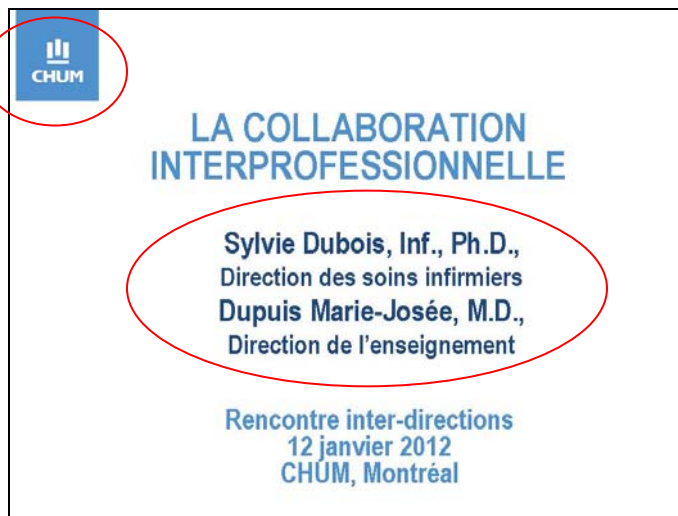 CHUM
LA COLLABORATION
INTERPROFESSIONNELLE
Sylvie Dubois, Inf., Ph.D.,
Direction des soins infirmiers
Dupuis Marie-Josée, M.D.,
Direction de l'enseignement
Rencontre inter-directions
12 janvier 2012
CHUM, Montréal